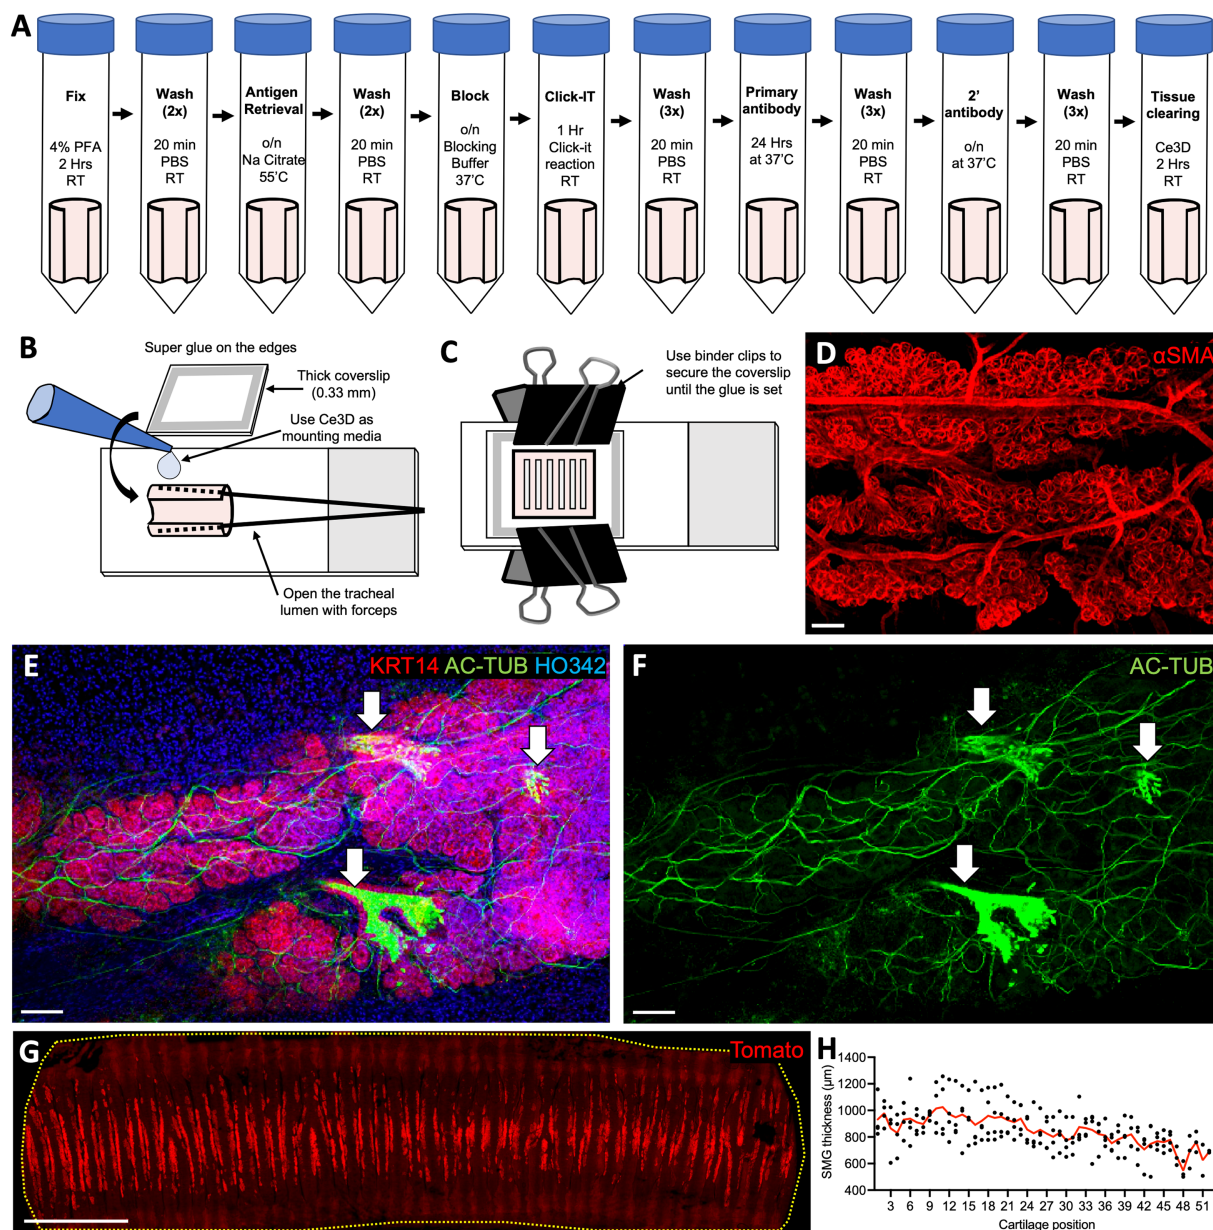 A
Fix
4% PFA
2 Hrs
RT
Wash
(2x)
20 min
PBS
RT
Antigen
Retrieval
o/n
Na Citrate
55'C
Wash
(2x)
20 min
PBS
RT
Block
o/n
Blocking
Buffer
37'C
Click-IT
1 Hr
Click-it
reaction
RT
Wash
(3x)
20 min
PBS
RT
Primary
antibody
24 Hrs
at 37'C
Wash
(3x)
20 min
PBS
RT
2'
antibody
o/n
at 37'C
Wash
(3x)
20 min
PBS
RT
Tissue
clearing
Ce3D
2 Hrs
RT
B
Super glue on the edges
Thick coverslip
(0.33 mm)
Use Ce3D as
mounting media
Open the tracheal
lumen with forceps
C
Use binder clips to
secure the coverslip
until the glue is set
D
αSMA
E
KRT14 AC-TUB HO342
F
AC-TUB
G
Tomato
H
SMG thickness (µm)
1400
1200
1000
800
600
400
3 6 9 12 15 18 21 24 27 30 33 36 39 42 45 48 51
Cartilage position